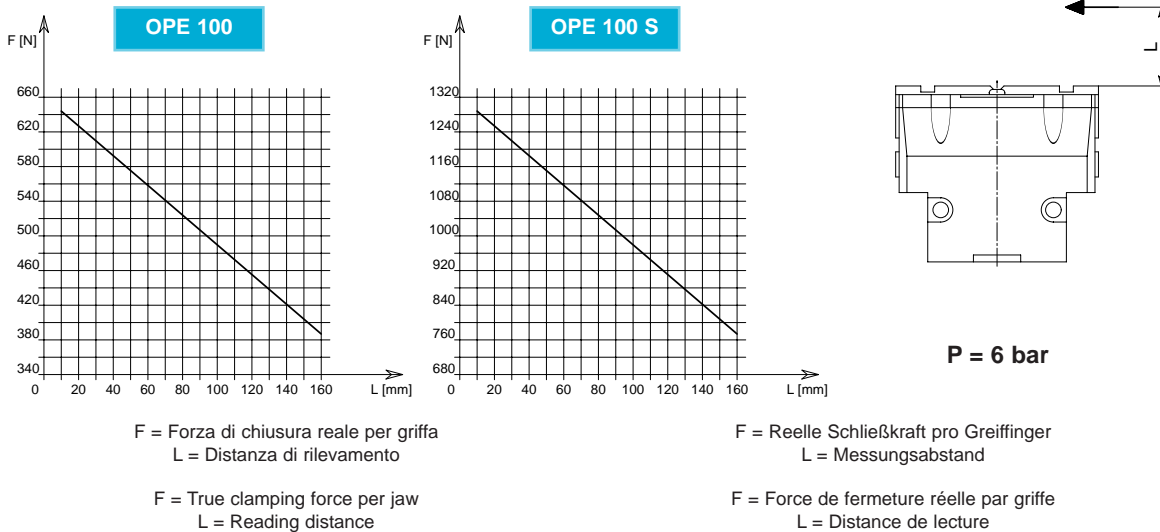 OPE 100
F [N]
660
620
580
540
500
460
420
380
340
0 20 40 60 80 100 120 140 160 L [mm]
OPE 100 S
F [N]
1320
1240
1160
1080
1000
920
840
760
680
0 20 40 60 80 100 120 140 160 L [mm]
L
P = 6 bar
F = Forza di chiusura reale per griffa
L = Distanza di rilevamento
F = Reelle Schließkraft pro Greiffinger
L = Messungsabstand
F = True clamping force per jaw
L = Reading distance
F = Force de fermeture réelle par griffe
L = Distance de lecture